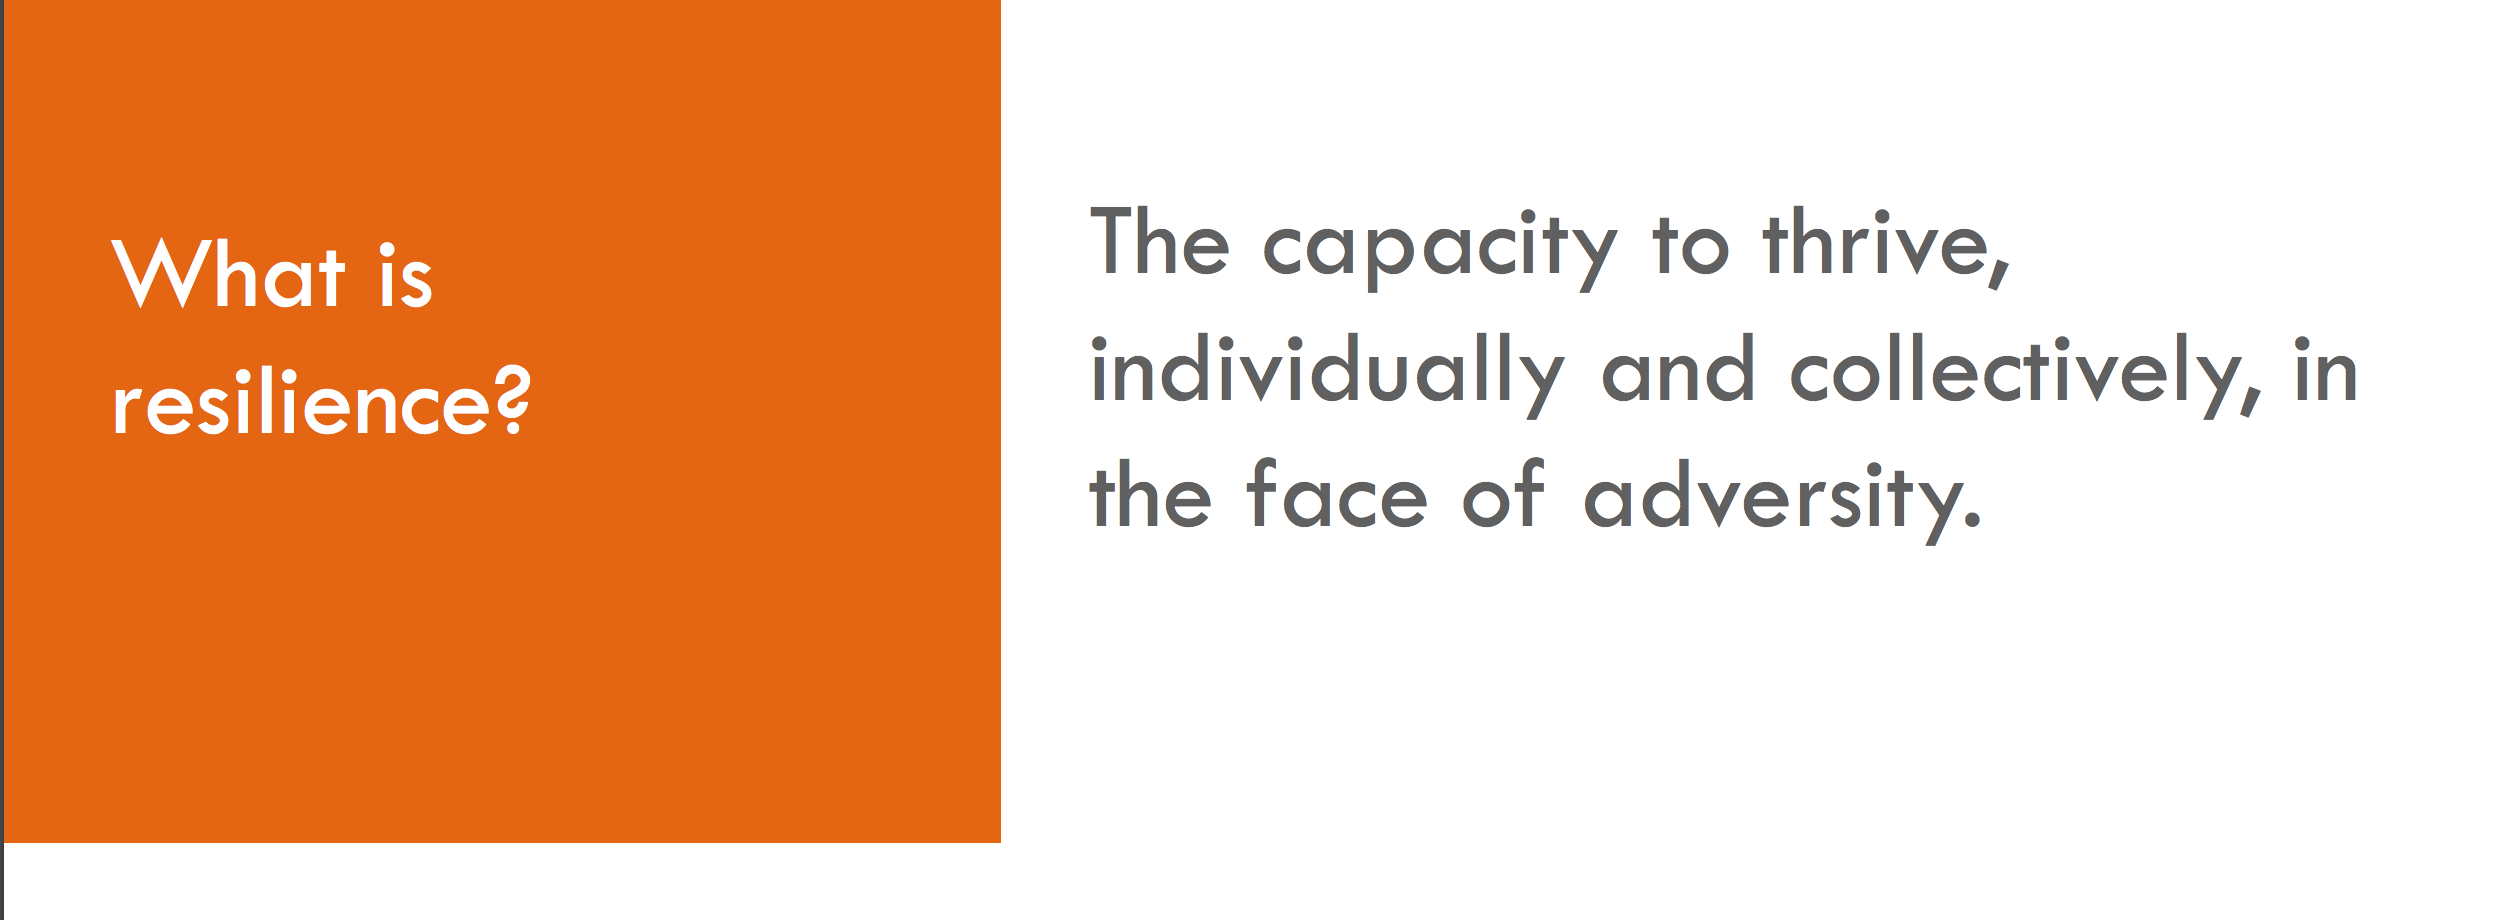 What is
resilience?
The capacity to thrive,
individually and collectively, in
the face of adversity.